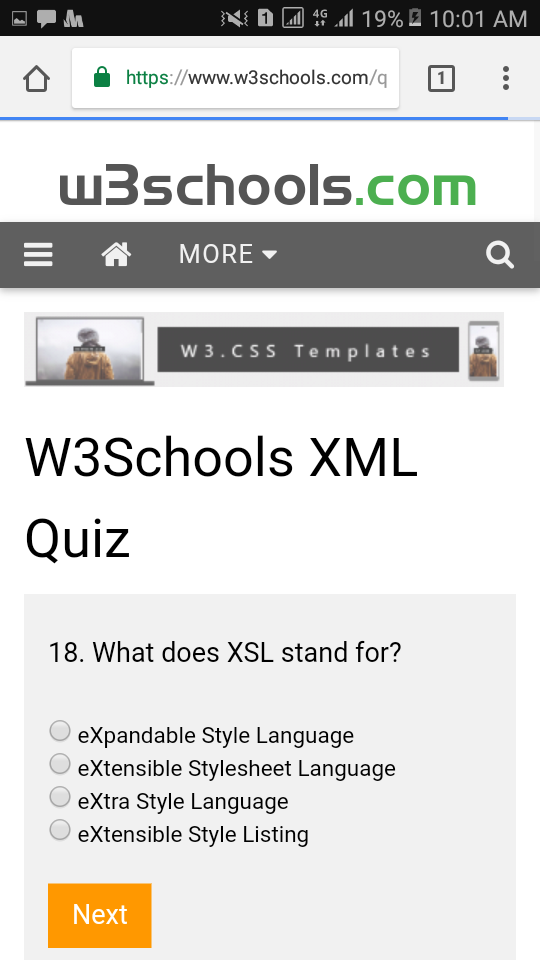 1 4G 19% 10:01 AM
https://www.w3schools.com/q
1
w3schools.com
MORE
W3.CSS Templates
W3Schools XML
Quiz
18. What does XSL stand for?
eXpandable Style Language
eXtensible Stylesheet Language
eXtra Style Language
eXtensible Style Listing
Next